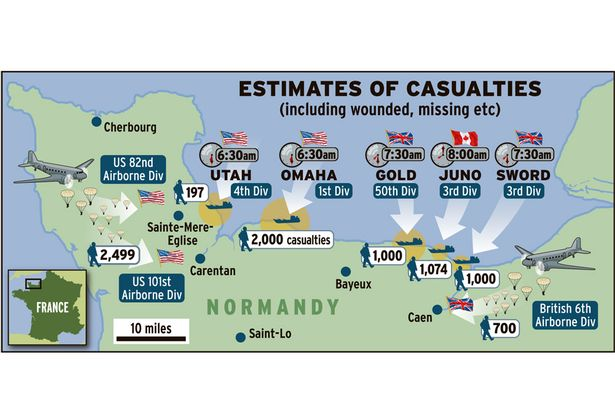 ESTIMATES OF CASUALTIES
(including wounded, missing etc)
Cherbourg
6:30am
6:30am
7:30am
8:00am
7:30am
UTAH
OMAHA
GOLD
JUNO
SWORD
4th Div
1st Div
50th Div
3rd Div
3rd Div
US 82nd
Airborne Div
197
Sainte-Mere-
Eglise
2,000 casualties
2,499
1,000
1,074
1,000
Carentan
US 101st
Airborne Div
Bayeux
NORMANDY
Caen
British 6th
Airborne Div
700
FRANCE
10 miles
Saint-Lo